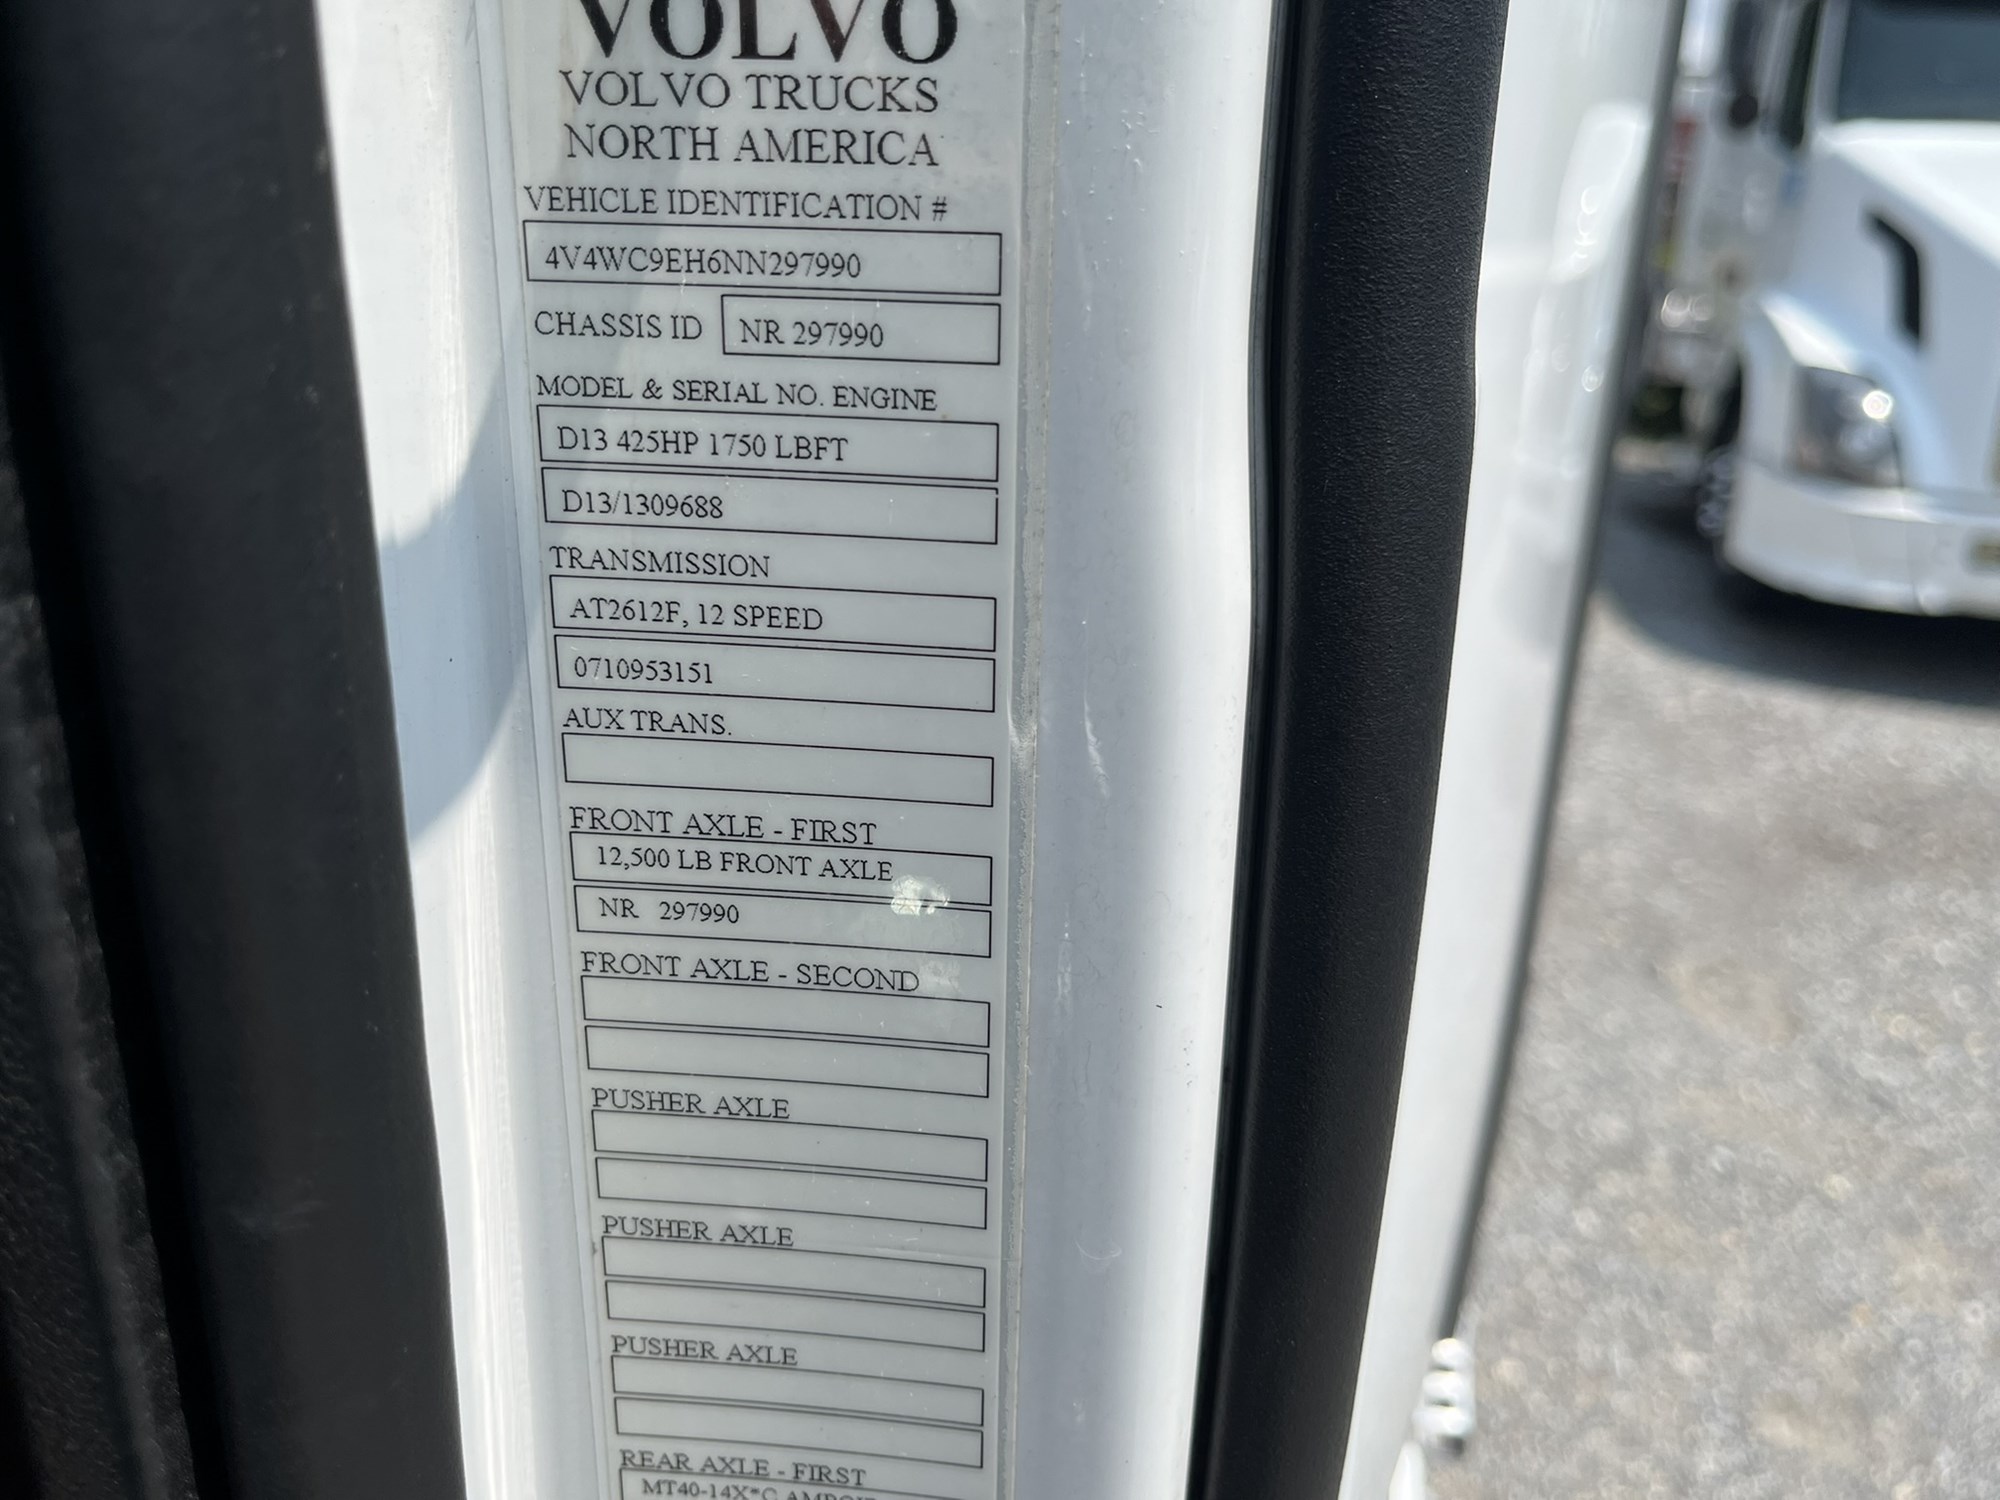 VOLVO
VOLVO TRUCKS
NORTH AMERICA
VEHICLE IDENTIFICATION #
4V4WC9EH6NN297990
CHASSIS ID NR 297990
MODEL & SERIAL NO. ENGINE
D13 425HP 1750 LBFT
D13/1309688
TRANSMISSION
AT2612F, 12 SPEED
0710953151
AUX TRANS.
FRONT AXLE - FIRST
12,500 LB FRONT AXLE
NR 297990
FRONT AXLE - SECOND
PUSHER AXLE
PUSHER AXLE
PUSHER AXLE
REAR AXLE - FIRST
MT40-14X*C